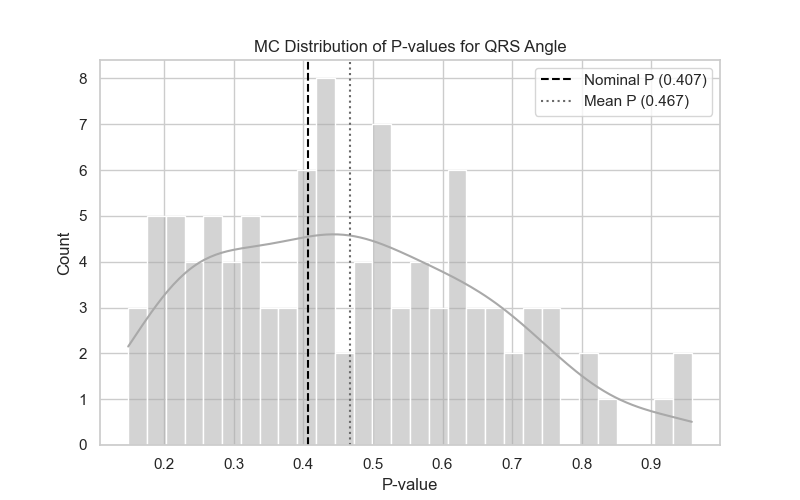 MC Distribution of P-values for QRS Angle
Nominal P (0.407)
Mean P (0.467)
Count
8
7
6
5
4
3
2
1
0
0.2 0.3 0.4 0.5 0.6 0.7 0.8 0.9
P-value